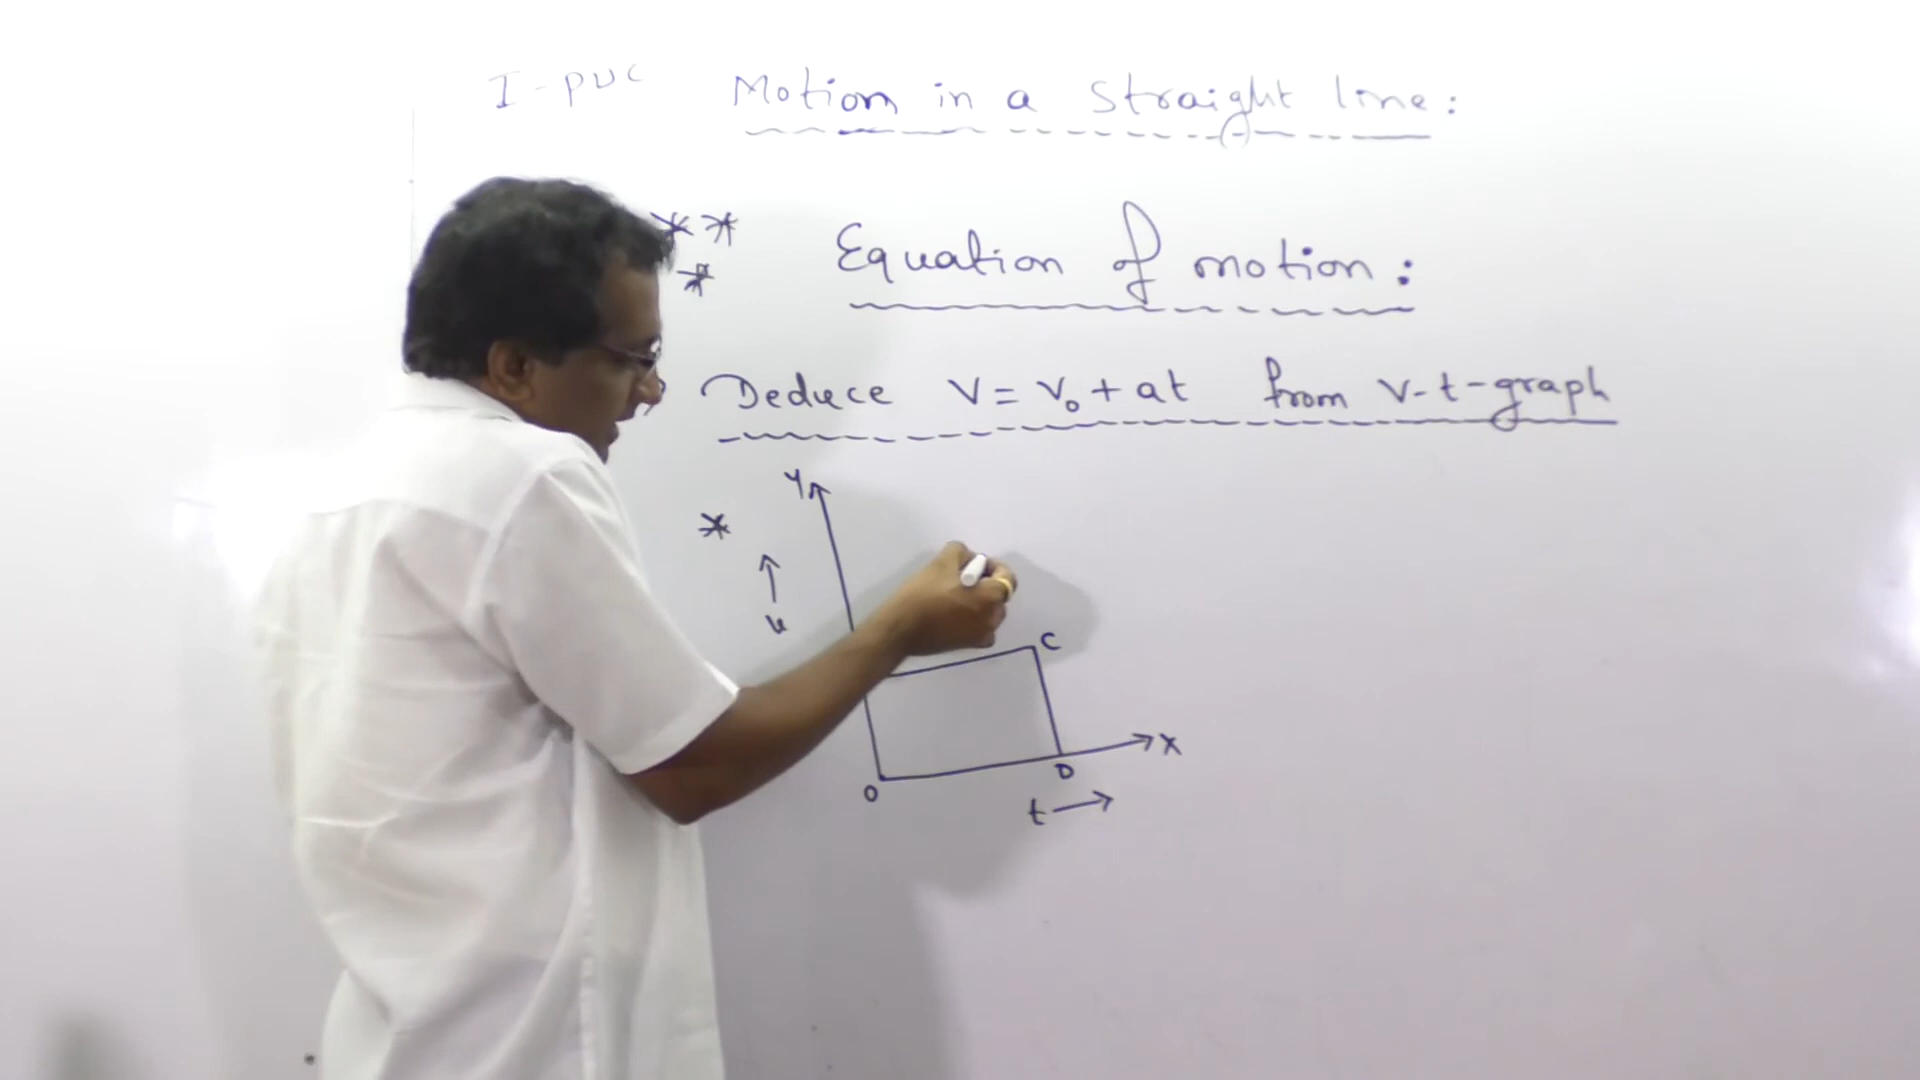 I - PUC Motion in a straight line:
Equation of motion:
Deduce v = v₀ + at from v-t-graph
Y
C
X
O
D
t